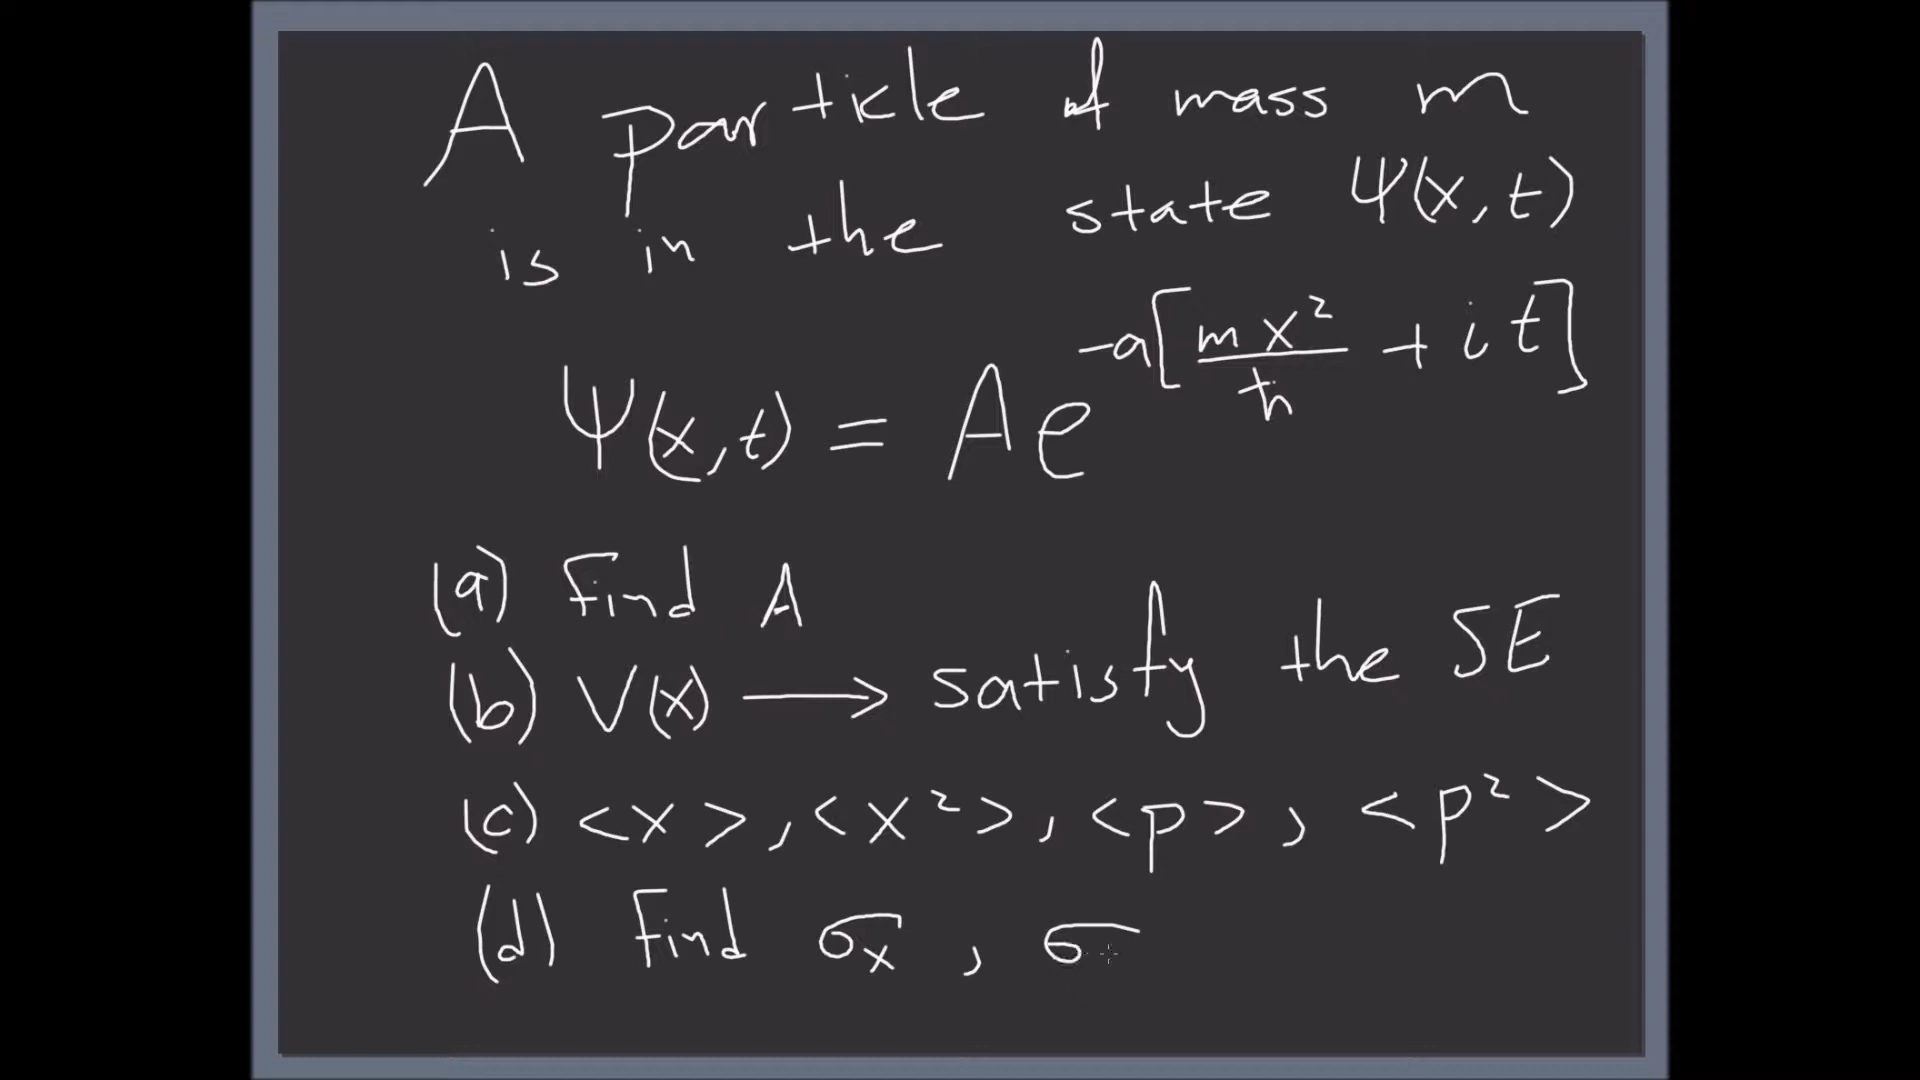 A particle of mass m
is in the state Ψ(x,t)
Ψ(x,t) = Ae^{-a[mx²/ħ + it]}
(a) Find A
(b) V(x) → satisfy the SE
(c) <x>, <x²>, <p>, <p²>
(d) Find σx, σ